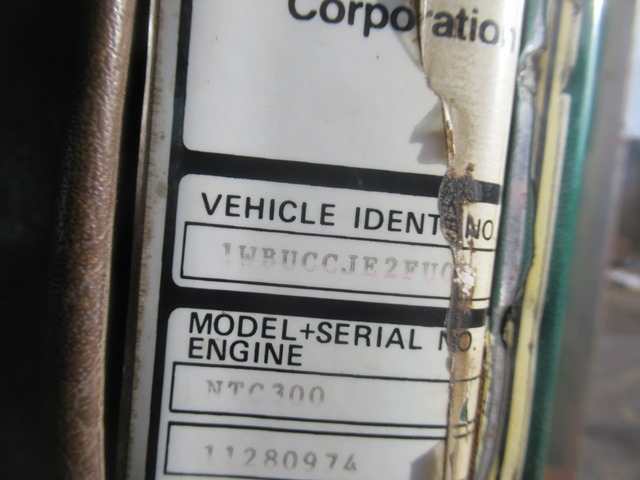 Corporation
VEHICLE IDENT NO
1WBUCCJE2FU0
MODEL+SERIAL NO.
ENGINE
NTC300
11280974